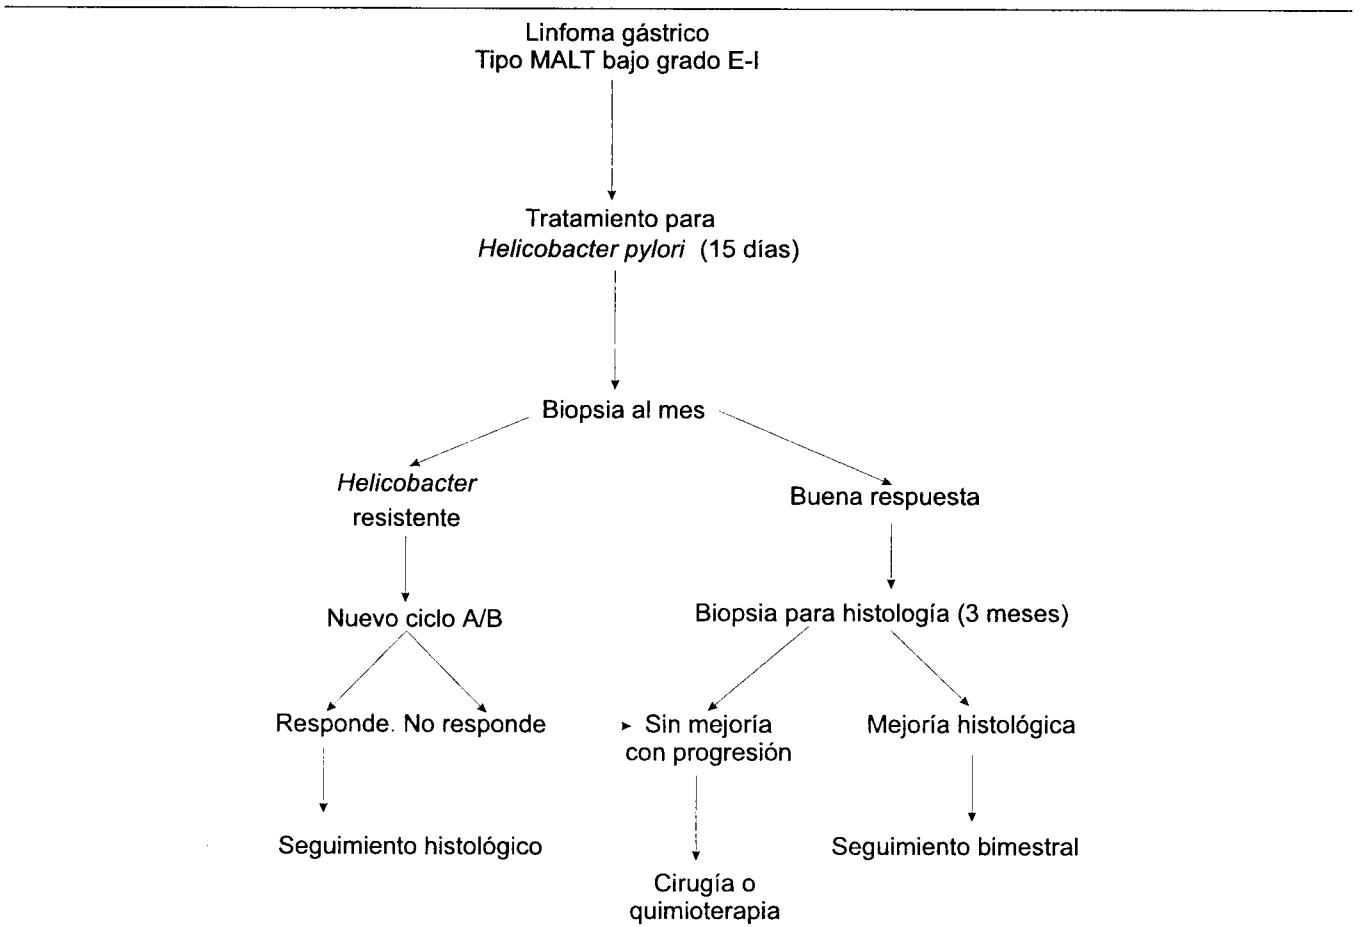 Linfoma gástrico
Tipo MALT bajo grado E-I
Tratamiento para
Helicobacter pylori (15 días)
Biopsia al mes
Helicobacter
resistente
Buena respuesta
Nuevo ciclo A/B
Biopsia para histología (3 meses)
Responde. No responde
Sin mejoría
con progresión
Mejoría histológica
Seguimiento histológico
Seguimiento bimestral
Cirugía o
quimioterapia